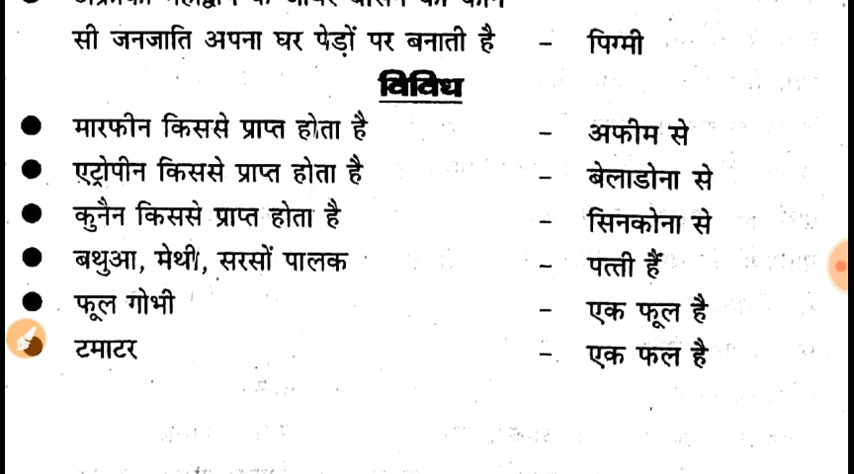 सी जनजाति अपना घर पेड़ों पर बनाती है – पिग्मी
विविध
● मारफीन किससे प्राप्त होता है – अफीम से
● एट्रोपीन किससे प्राप्त होता है – बेलाडोना से
● कुनैन किससे प्राप्त होता है – सिनकोना से
● बथुआ, मेथी, सरसों पालक – पत्ती हैं
● फूल गोभी – एक फूल है
● टमाटर – एक फल है